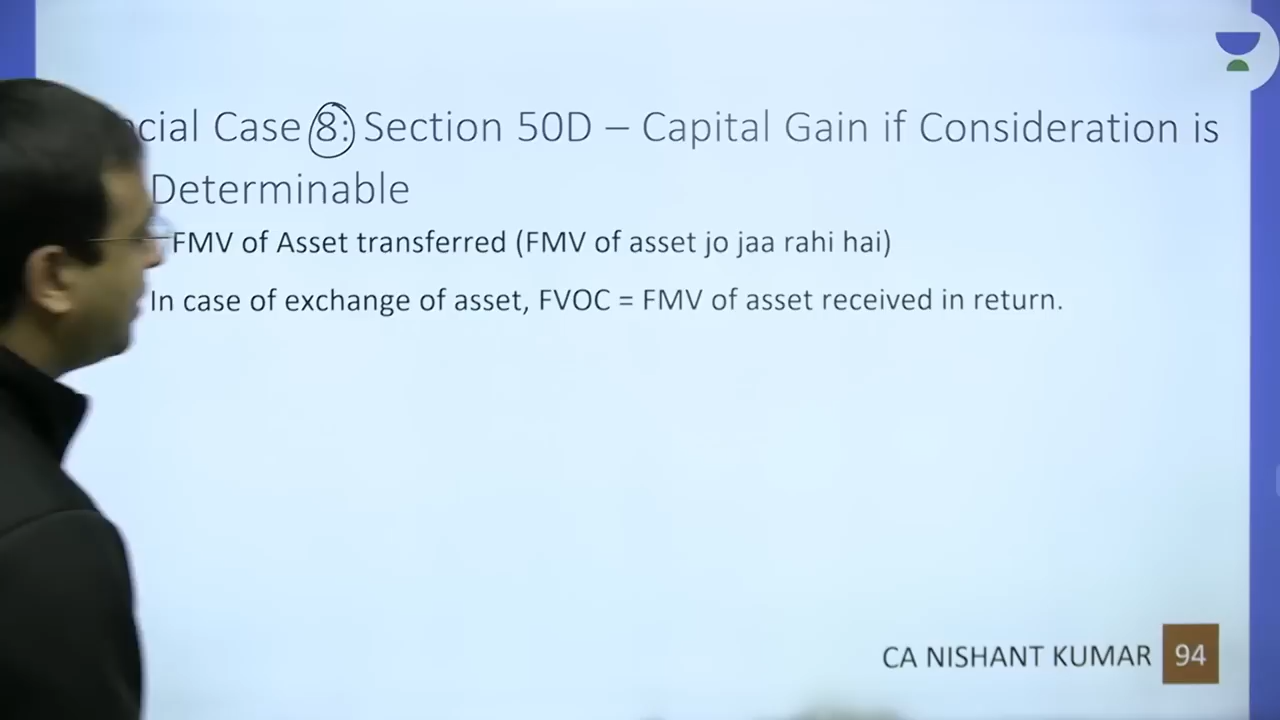 cial Case 8: Section 50D – Capital Gain if Consideration is
Determinable
FMV of Asset transferred (FMV of asset jo jaa rahi hai)
In case of exchange of asset, FVOC = FMV of asset received in return.
CA NISHANT KUMAR 94